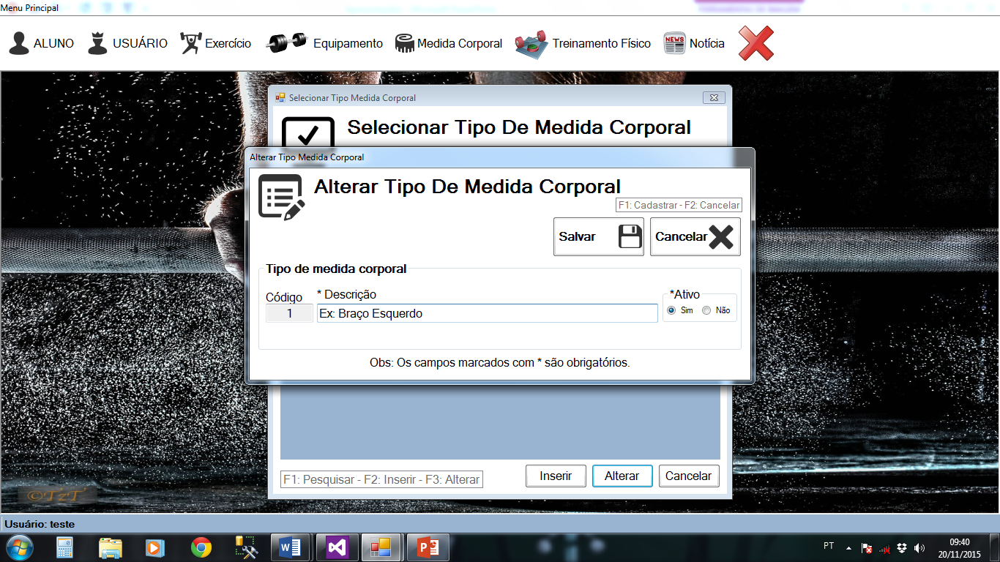 Menu Principal
ALUNO
USUÁRIO
Exercício
Equipamento
Medida Corporal
Treinamento Físico
NEWS
Notícia
Selecionar Tipo Medida Corporal
Selecionar Tipo De Medida Corporal
Alterar Tipo Medida Corporal
Alterar Tipo De Medida Corporal
F1: Cadastrar - F2: Cancelar
Salvar
Cancelar
Tipo de medida corporal
Código
* Descrição
*Ativo
1
Ex: Braço Esquerdo
Sim
Não
Obs: Os campos marcados com * são obrigatórios.
F1: Pesquisar - F2: Inserir - F3: Alterar
Inserir
Alterar
Cancelar
©TzT
Usuário: teste
PT
09:40
20/11/2015